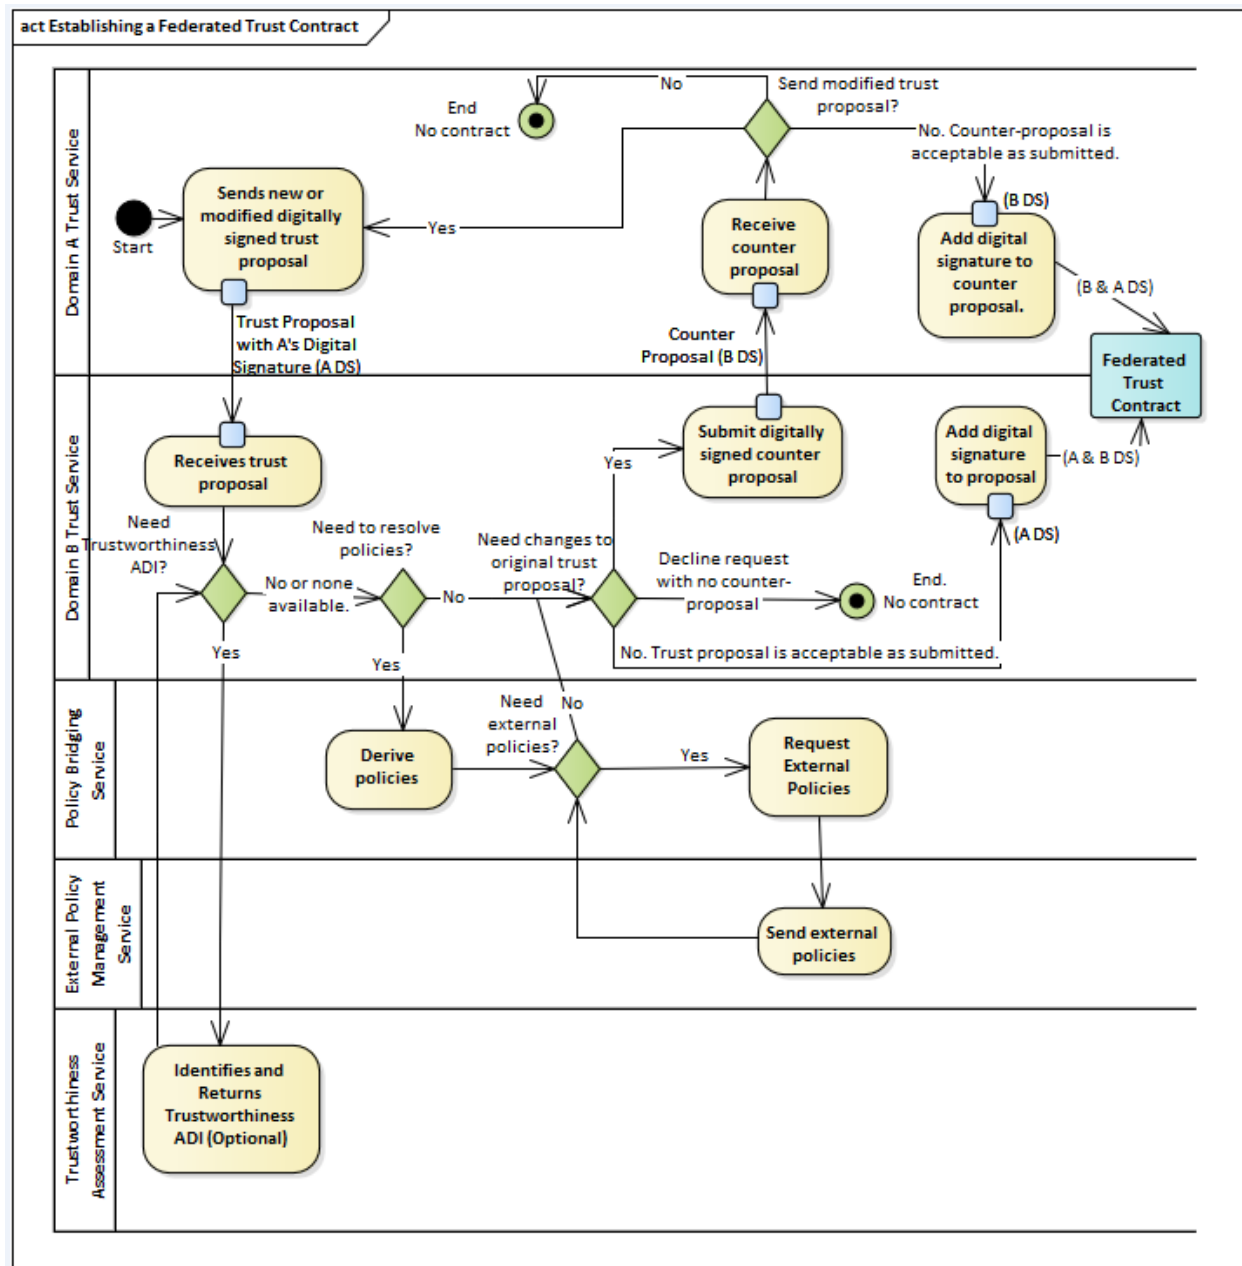 act Establishing a Federated Trust Contract
Domain A Trust Service
No
Send modified trust
proposal?
End
No contract
No. Counter-proposal is
acceptable as submitted.
Sends new or
modified digitally
signed trust
proposal
Start
Yes
Receive
counter
proposal
(B DS)
Add digital
signature to
counter
proposal.
(B & A DS)
Trust Proposal
with A's Digital
Signature (A DS)
Counter
Proposal (B DS)
Federated
Trust
Contract
Domain B Trust Service
Receives trust
proposal
Submit digitally
signed counter
proposal
Yes
Add digital
signature
to proposal
(A & B DS)
(A DS)
Need
Trustworthiness
ADI?
Need to resolve
policies?
Need changes to
original trust
proposal?
Decline request
with no counter-
proposal
End.
No contract
No or none
available.
No
Yes
Yes
No. Trust proposal is acceptable as submitted.
Policy Bridging
Service
Need
external
policies?
No
Derive
policies
Yes
Request
External
Policies
External Policy
Management
Service
Send external
policies
Trustworthiness
Assessment Service
Identifies and
Returns
Trustworthiness
ADI (Optional)